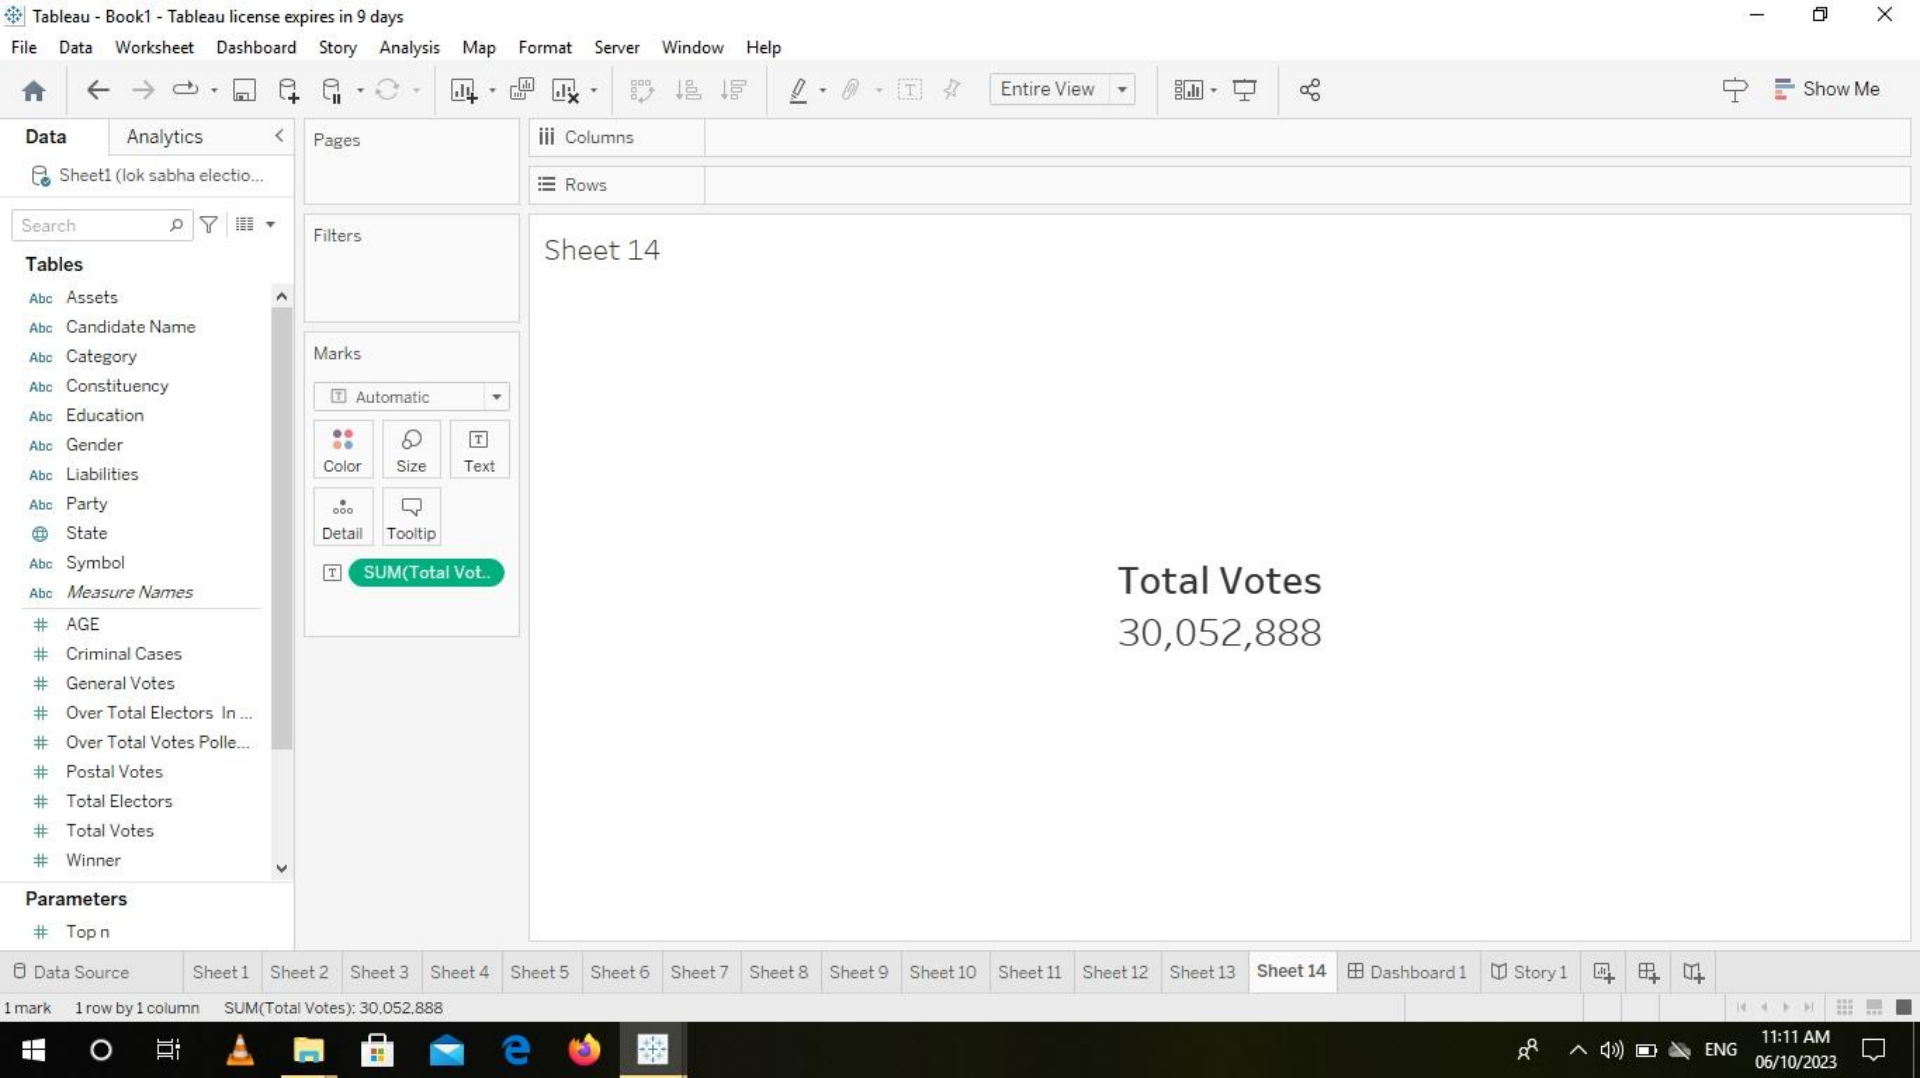 Tableau - Book1 - Tableau license expires in 9 days
File Data Worksheet Dashboard Story Analysis Map Format Server Window Help
Entire View
Show Me
Data Analytics
Sheet1 (lok sabha electio...
Search
Tables
Abc Assets
Abc Candidate Name
Abc Category
Abc Constituency
Abc Education
Abc Gender
Abc Liabilities
Abc Party
State
Abc Symbol
Abc Measure Names
# AGE
# Criminal Cases
# General Votes
# Over Total Electors In ...
# Over Total Votes Polle...
# Postal Votes
# Total Electors
# Total Votes
# Winner
Parameters
# Top n
Pages
Filters
Marks
T Automatic
Color Size T Text
Detail Tooltip
T SUM(Total Vot..
Columns
Rows
Sheet 14
Total Votes
30,052,888
Data Source Sheet 1 Sheet 2 Sheet 3 Sheet 4 Sheet 5 Sheet 6 Sheet 7 Sheet 8 Sheet 9 Sheet 10 Sheet 11 Sheet 12 Sheet 13 Sheet 14 Dashboard 1 Story 1
1 mark 1 row by 1 column SUM(Total Votes): 30,052,888
ENG
11:11 AM
06/10/2023